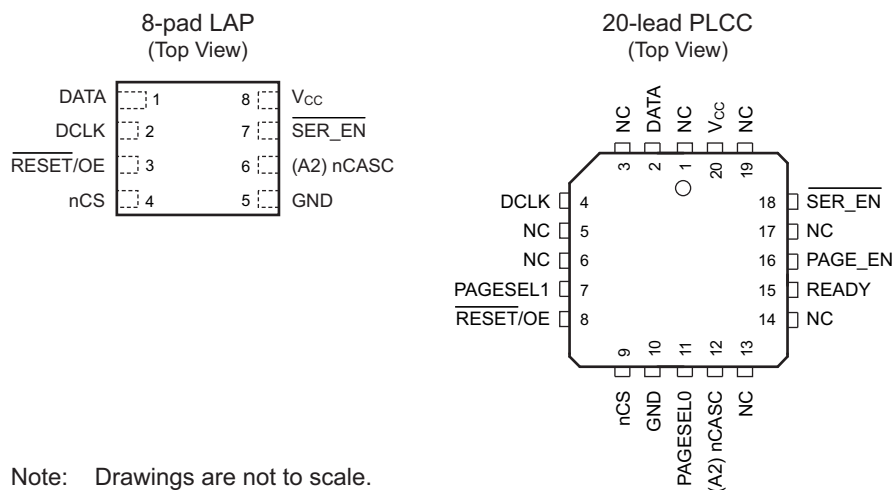 8-pad LAP
(Top View)
DATA 1 8 VCC
DCLK 2 7 SER_EN
RESET/OE 3 6 (A2) nCASC
nCS 4 5 GND
20-lead PLCC
(Top View)
NC DATA NC VCC NC
3 2 1 20 19
DCLK 4 18 SER_EN
NC 5 17 NC
NC 6 16 PAGE_EN
PAGESEL1 7 15 READY
RESET/OE 8 14 NC
9 10 11 12 13
nCS GND PAGESEL0 (A2) nCASC NC
Note: Drawings are not to scale.